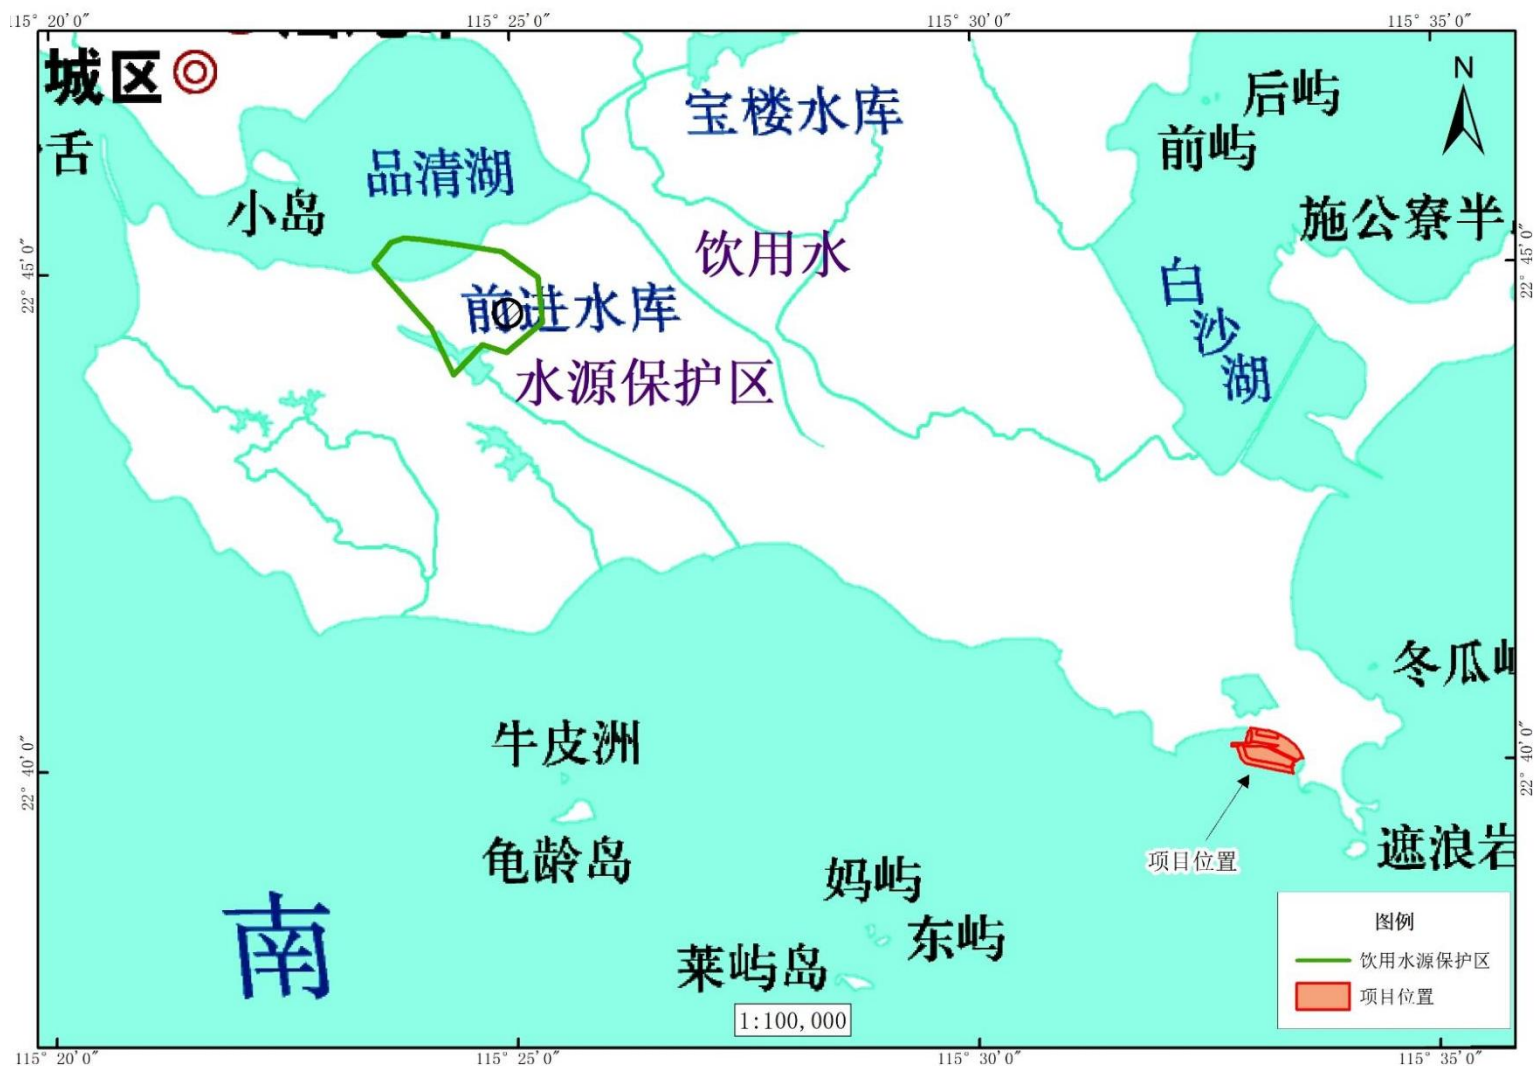 115° 20′0″
115° 25′0″
115° 30′0″
115° 35′0″
城区
N
后屿
宝楼水库
前屿
舌
品清湖
小岛
施公寮半
饮用水
22° 45′0″
22° 45′0″
白沙湖
前进水库
水源保护区
冬瓜屿
牛皮洲
22° 40′0″
22° 40′0″
龟龄岛
项目位置
遮浪岩
妈屿
东屿
南
莱屿岛
图例
饮用水源保护区
项目位置
1:100,000
115° 20′0″
115° 25′0″
115° 30′0″
115° 35′0″